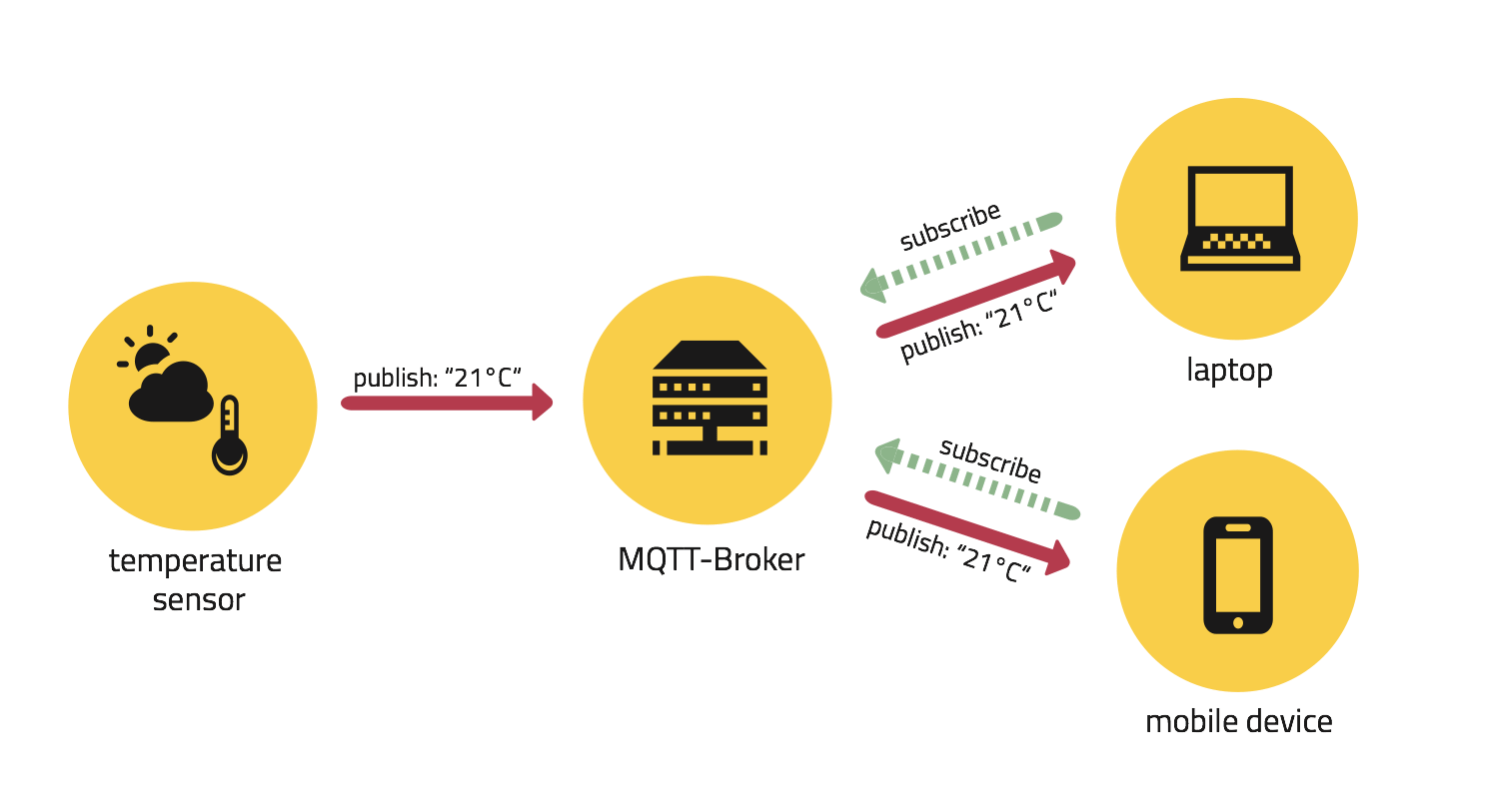 publish: “21°C“
temperature
sensor
MQTT-Broker
subscribe
publish: “21°C“
laptop
subscribe
publish: “21°C“
mobile device